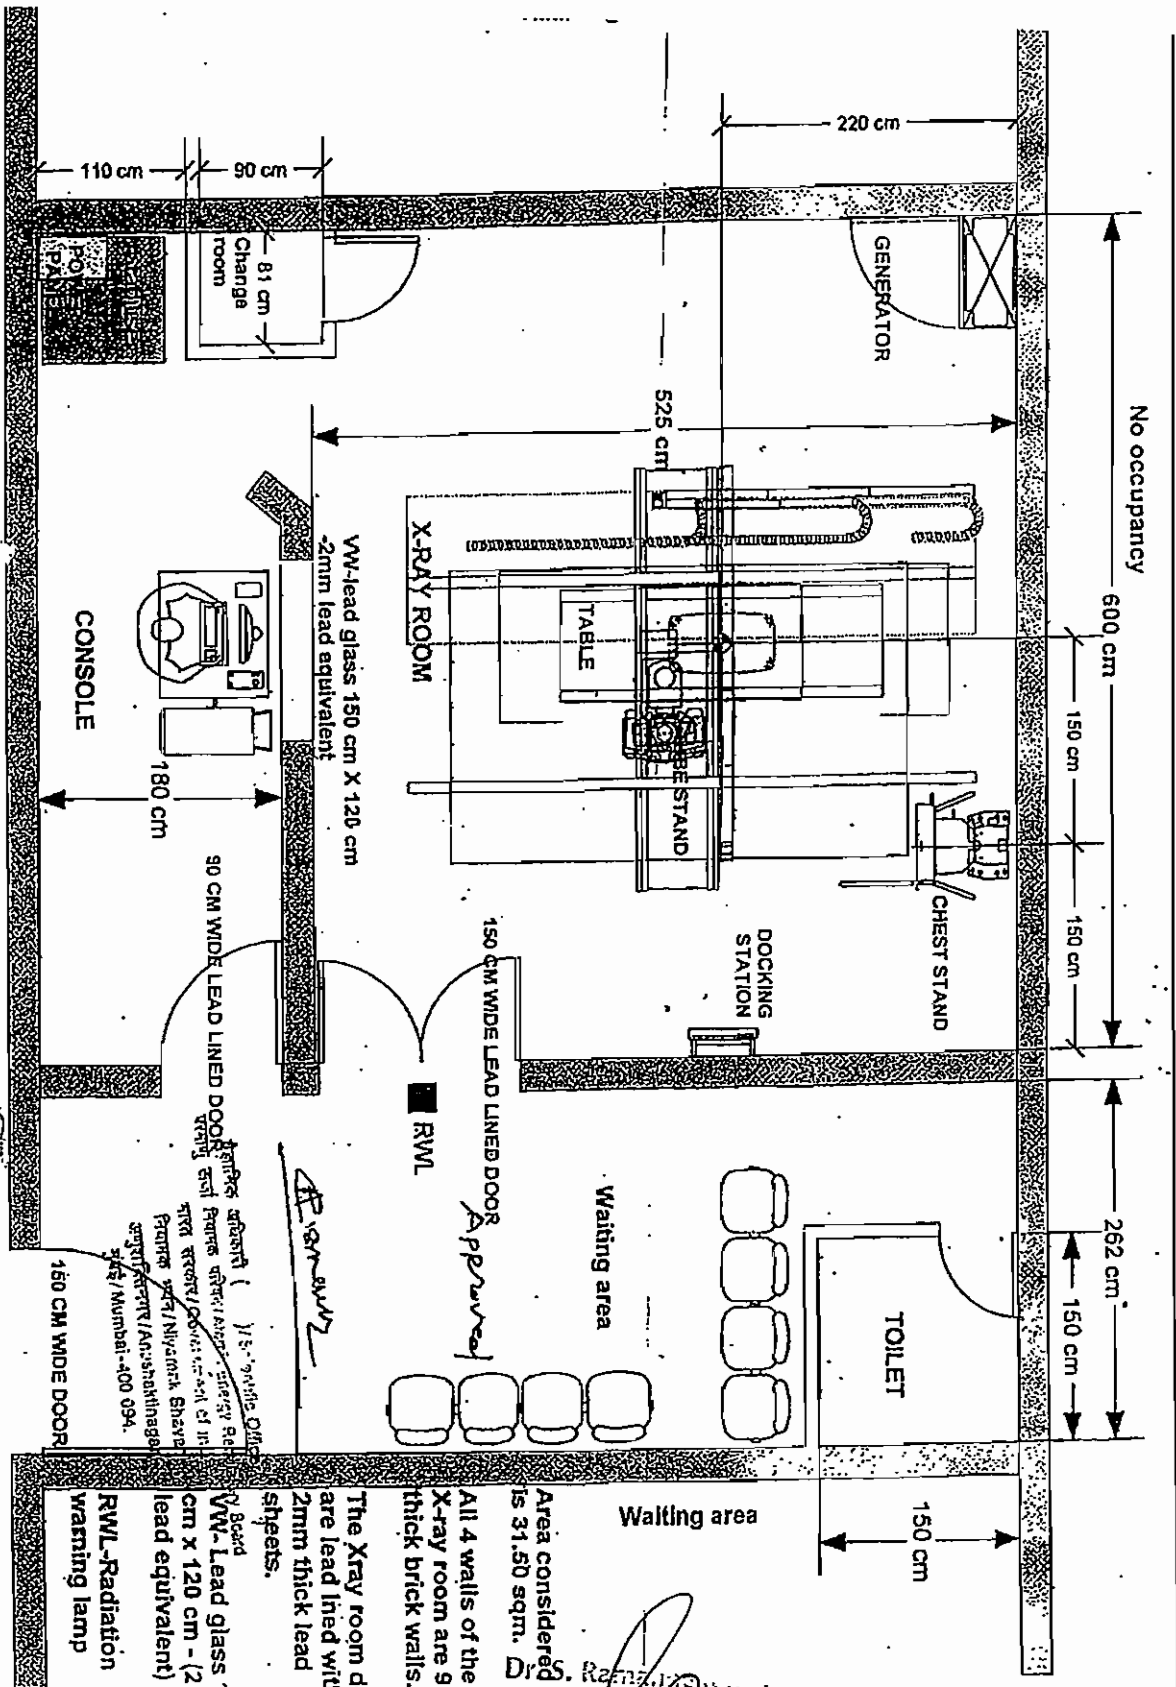 No occupancy
600 cm
262 cm
150 cm
150 cm
150 cm
220 cm
110 cm
90 cm
81 cm
Change
room
GENERATOR
CHEST STAND
TOILET
150 cm
DOCKING
STATION
525 cm
TABLE
Waiting area
Waiting area
150 CM WIDE LEAD LINED DOOR
Approved
RWL
X-RAY ROOM
VW-lead glass 150 cm X 120 cm
-2mm lead equivalent
CONSOLE
180 cm
90 CM WIDE LEAD LINED DOOR
150 CM WIDE DOOR
मुंबई/Mumbai-400 094.
Area considered
is 31.50 sqm.
All 4 walls of the
X-ray room are 9
thick brick walls.
The Xray room d
are lead lined wit
2mm thick lead
sheets.
VW- Lead glass
cm x 120 cm - (2
lead equivalent)
RWL-Radiation
warning lamp
Dr. S.